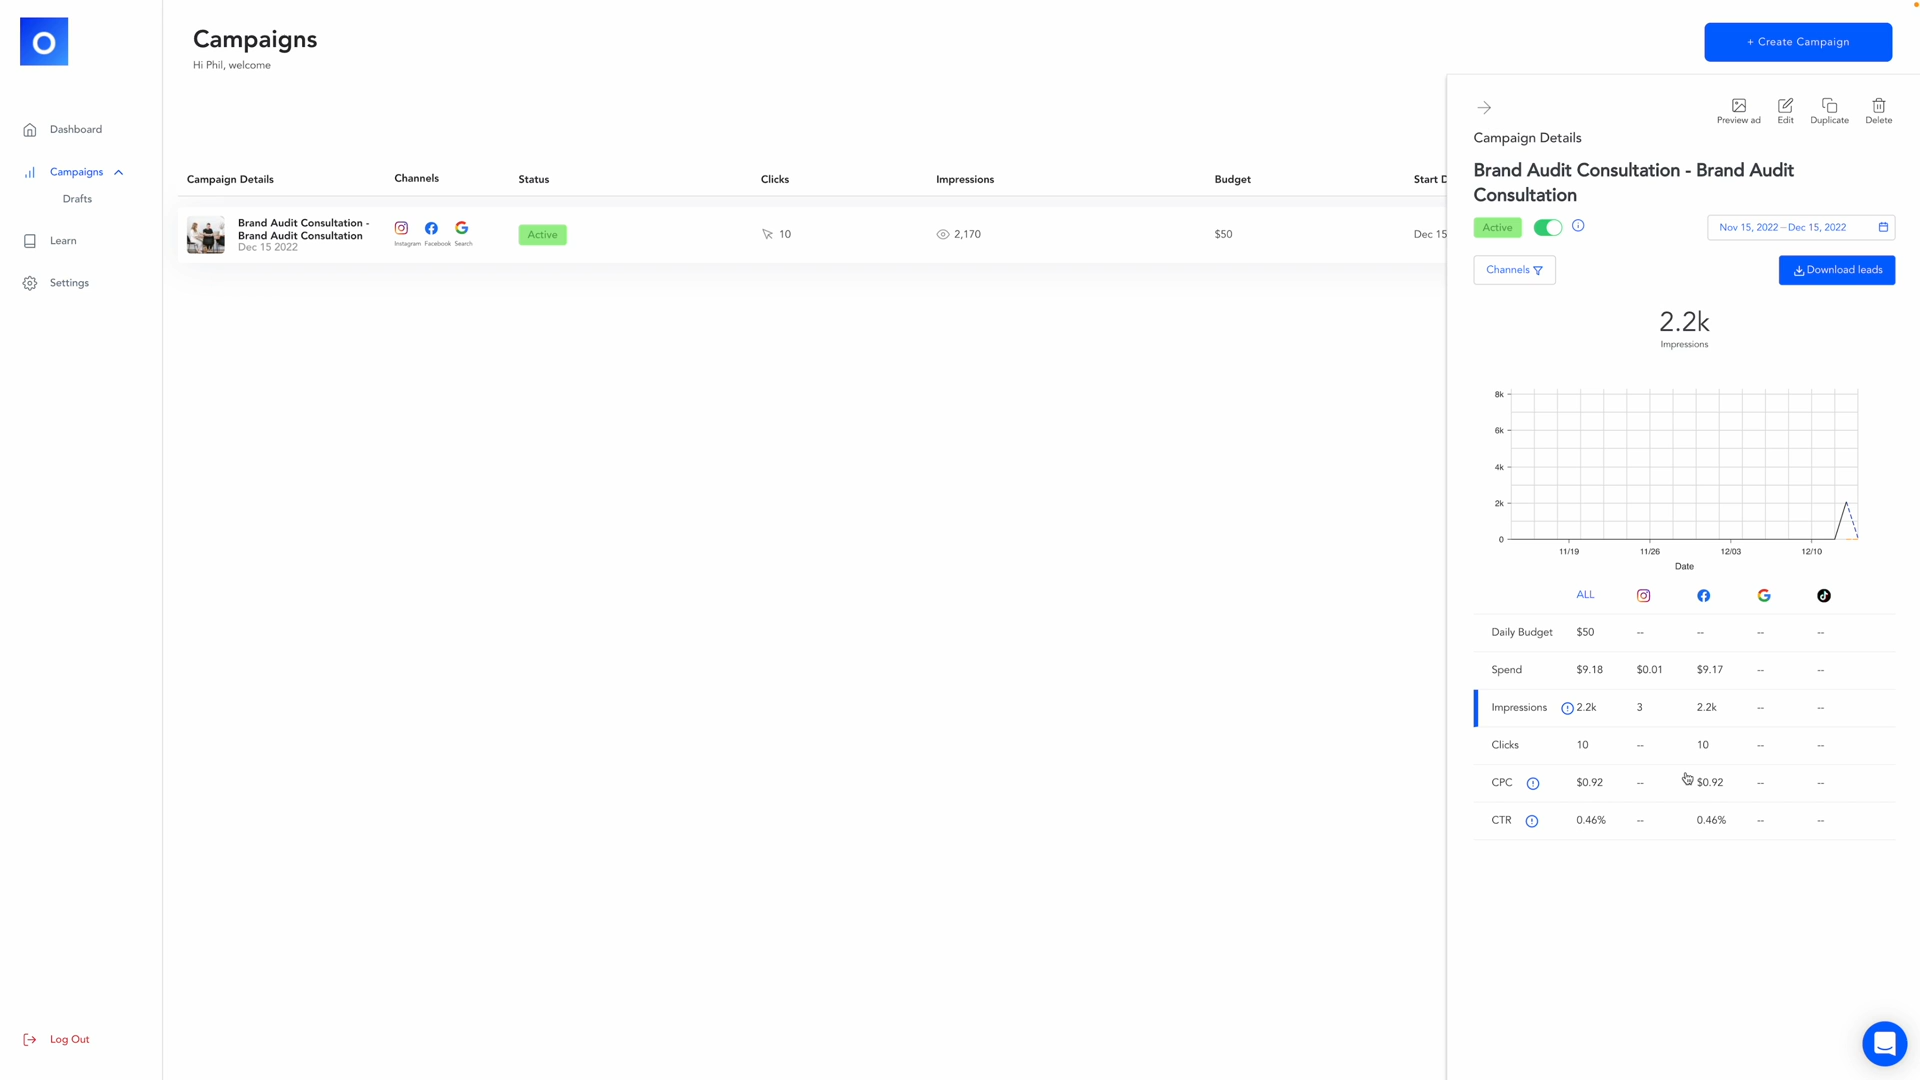 Campaigns
Hi Phil, welcome
+ Create Campaign
Dashboard
Campaigns
Drafts
Learn
Settings
Log Out
Campaign Details
Channels
Status
Clicks
Impressions
Budget
Start D
Brand Audit Consultation -
Brand Audit Consultation
Dec 15 2022
Instagram
Facebook
Search
Active
10
2,170
$50
Dec 15
Preview ad
Edit
Duplicate
Delete
Campaign Details
Brand Audit Consultation - Brand Audit
Consultation
Active
Nov 15, 2022 – Dec 15, 2022
Channels
Download leads
2.2k
Impressions
8k
6k
4k
2k
0
11/19
11/26
12/03
12/10
Date
ALL
Daily Budget $50 -- -- -- --
Spend $9.18 $0.01 $9.17 -- --
Impressions 2.2k 3 2.2k -- --
Clicks 10 -- 10 -- --
CPC $0.92 -- $0.92 -- --
CTR 0.46% -- 0.46% -- --